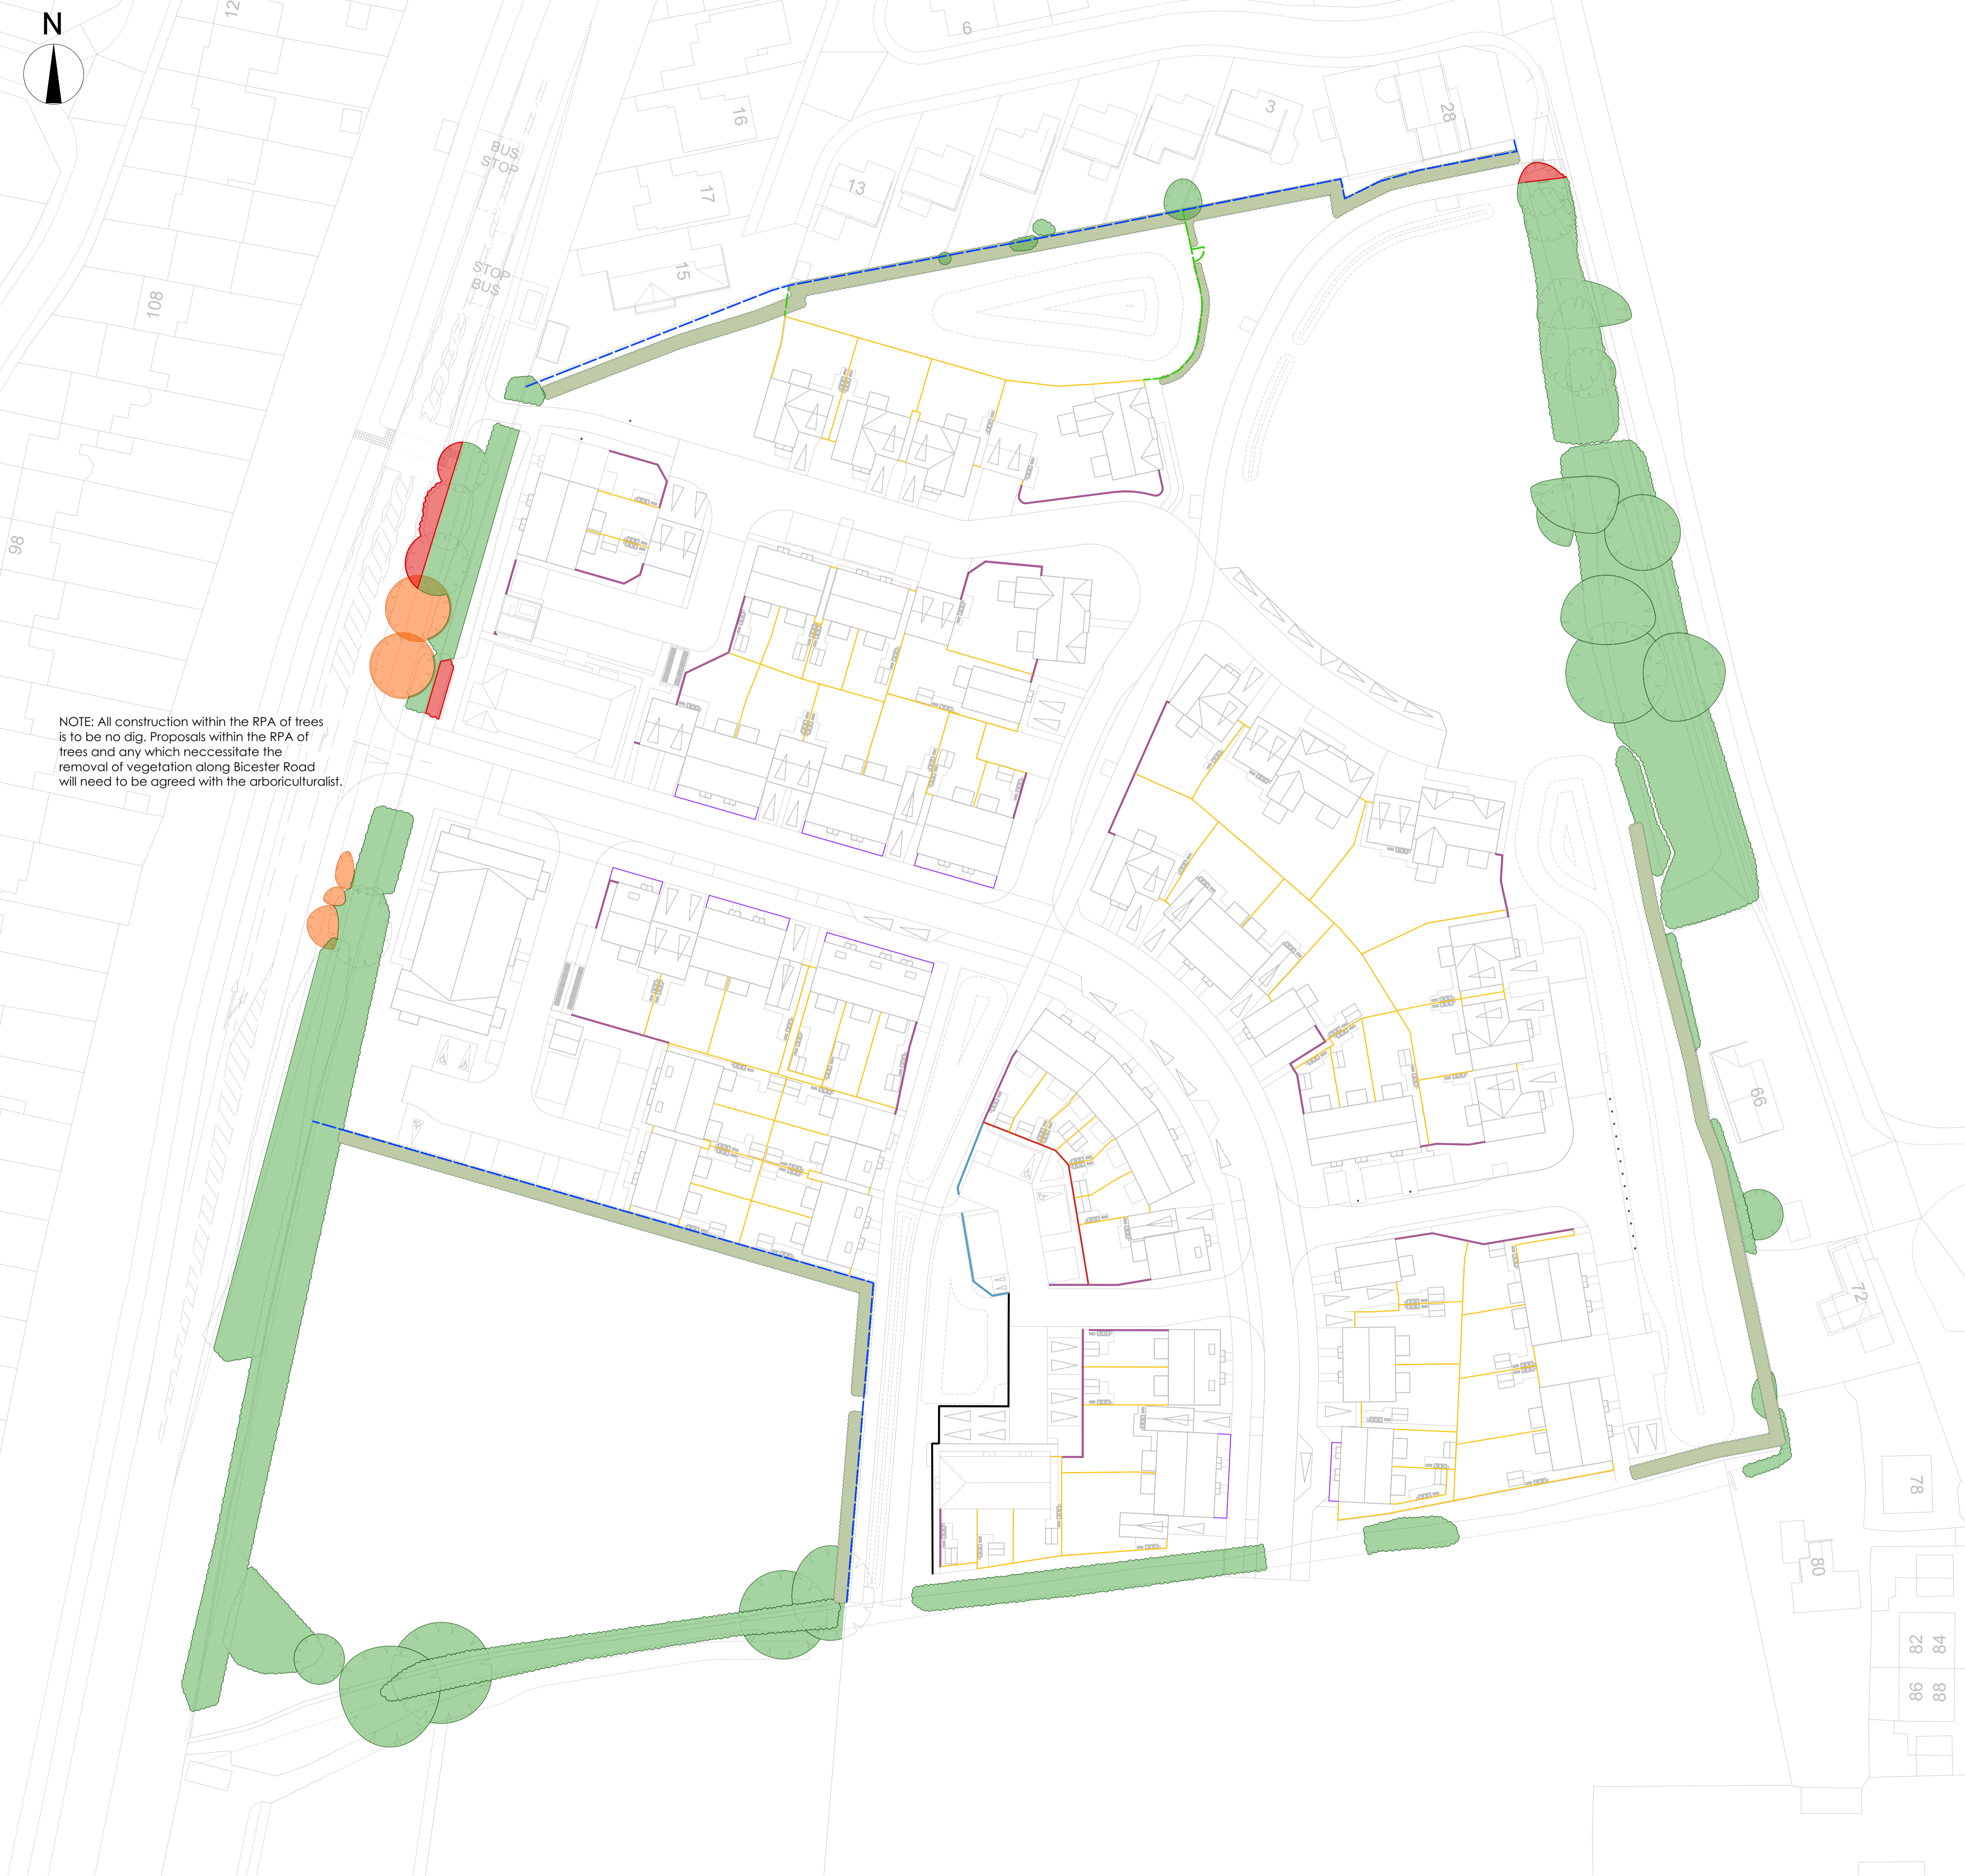 N
12
6
16
3
28
BUS
STOP
17
13
15
STOP
BUS
108
98
NOTE: All construction within the RPA of trees
is to be no dig. Proposals within the RPA of
trees and any which neccessitate the
removal of vegetation along Bicester Road
will need to be agreed with the arboriculturalist.
66
72
78
80
82
84
86
88